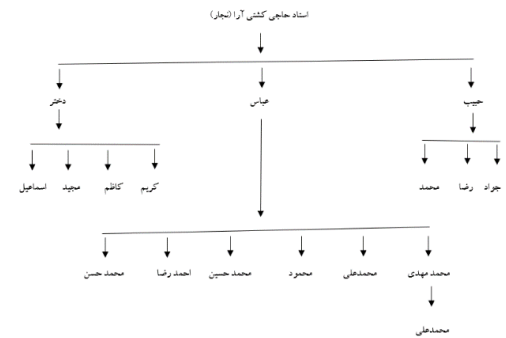 استاد حاجی کشتی آرا (نجار)
حبیب عباس دختر
جواد رضا محمد کریم کاظم مجید اسماعیل
محمد مهدی محمدعلی محمود محمد حسین احمد رضا محمد حسن
محمدعلی